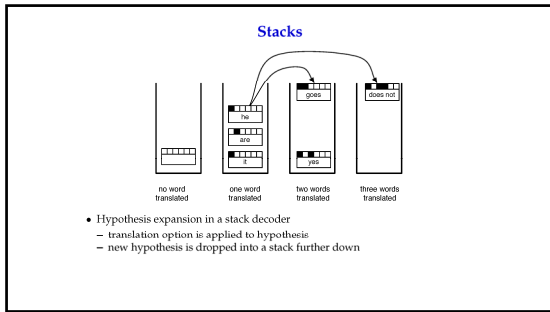 Stacks
goes
does not
he
are
it
yes
no word
translated
one word
translated
two words
translated
three words
translated
• Hypothesis expansion in a stack decoder
– translation option is applied to hypothesis
– new hypothesis is dropped into a stack further down